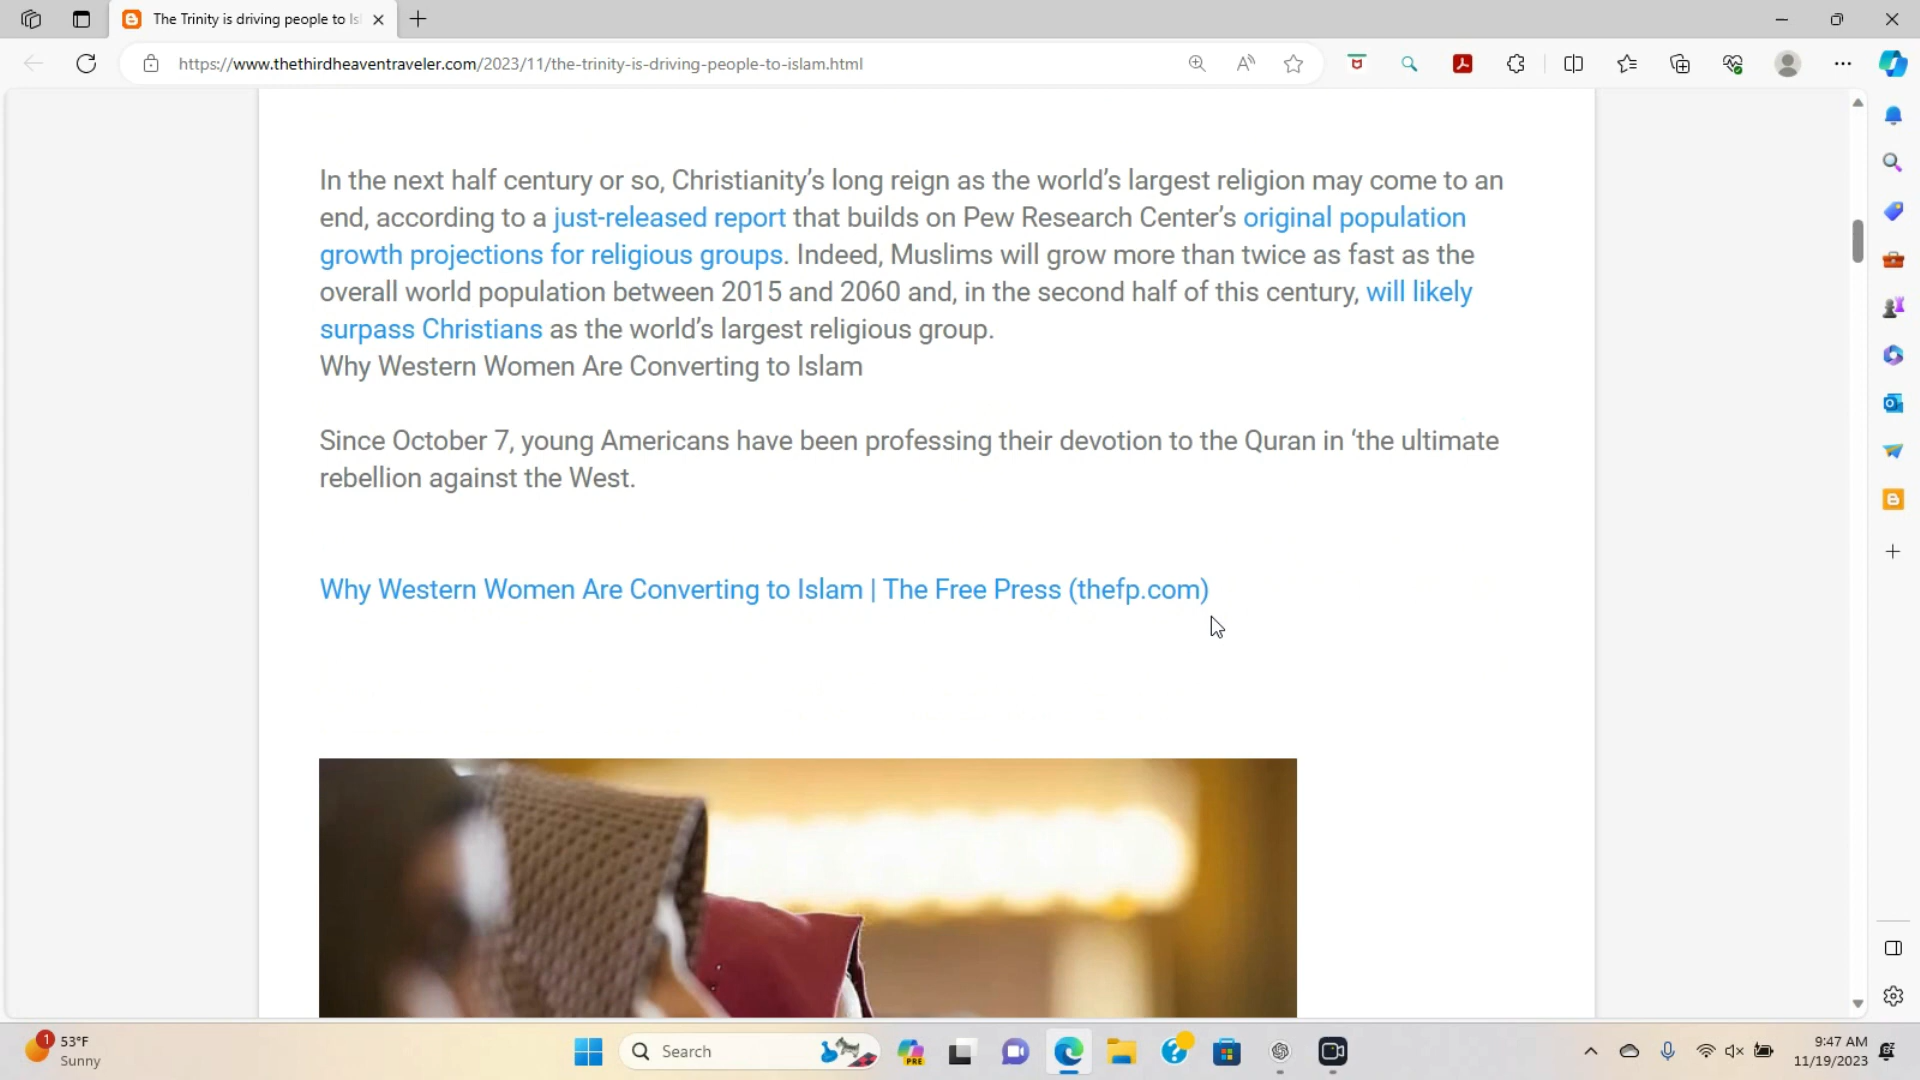 The Trinity is driving people to Isl
https://www.thethirdheaventraveler.com/2023/11/the-trinity-is-driving-people-to-islam.html
In the next half century or so, Christianity’s long reign as the world’s largest religion may come to an
end, according to a just-released report that builds on Pew Research Center’s original population
growth projections for religious groups. Indeed, Muslims will grow more than twice as fast as the
overall world population between 2015 and 2060 and, in the second half of this century, will likely
surpass Christians as the world’s largest religious group.
Why Western Women Are Converting to Islam
Since October 7, young Americans have been professing their devotion to the Quran in ‘the ultimate
rebellion against the West.
Why Western Women Are Converting to Islam | The Free Press (thefp.com)
1
53°F
Sunny
Search
PRE
9:47 AM
11/19/2023